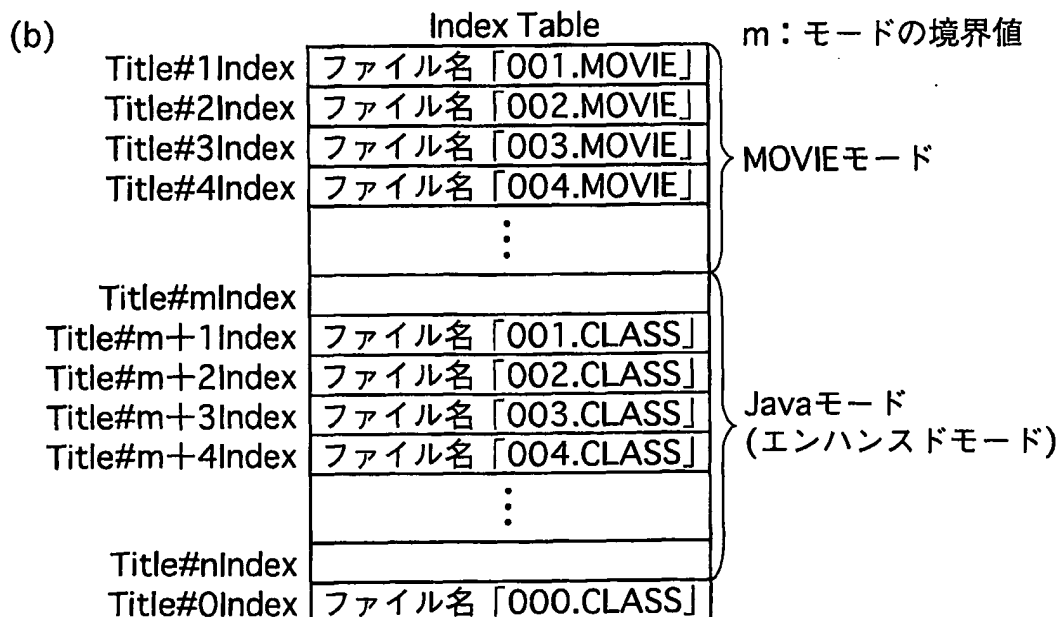 (b)
Index Table
m：モードの境界値
Title#1Index ファイル名「001.MOVIE」
Title#2Index ファイル名「002.MOVIE」
Title#3Index ファイル名「003.MOVIE」
Title#4Index ファイル名「004.MOVIE」
MOVIEモード
⋮
Title#mIndex
Title#m＋1Index ファイル名「001.CLASS」
Title#m＋2Index ファイル名「002.CLASS」
Title#m＋3Index ファイル名「003.CLASS」
Title#m＋4Index ファイル名「004.CLASS」
Javaモード
(エンハンスドモード)
⋮
Title#nIndex
Title#0Index ファイル名「000.CLASS」